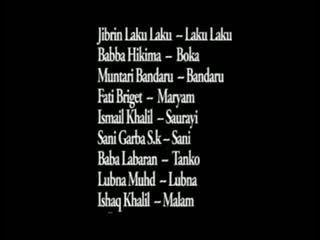 Jibrin Laku Laku -- Laku Laku
Babba Hikima -- Boka
Muntari Bandaru -- Bandaru
Fati Briget -- Maryam
Ismail Khalil -- Saurayi
Sani Garba S.k -- Sani
Baba Labaran -- Tanko
Lubna Muhd -- Lubna
Ishaq Khalil -- Malam